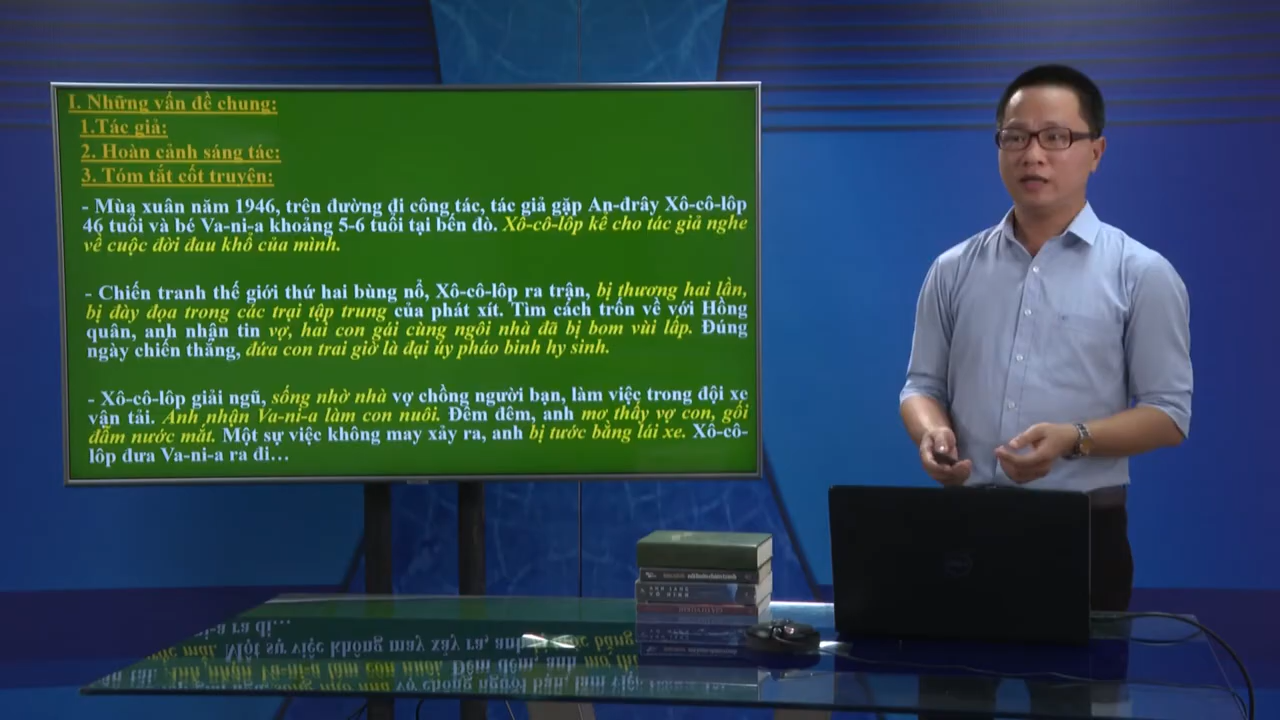 I. Những vấn đề chung:
1.Tác giả:
2. Hoàn cảnh sáng tác:
3. Tóm tắt cốt truyện:
- Mùa xuân năm 1946, trên đường đi công tác, tác giả gặp An-đrây Xô-cô-lôp
46 tuổi và bé Va-ni-a khoảng 5-6 tuổi tại bến đò. Xô-cô-lôp kể cho tác giả nghe
về cuộc đời đau khổ của mình.
- Chiến tranh thế giới thứ hai bùng nổ, Xô-cô-lôp ra trận, bị thương hai lần,
bị đày đọa trong các trại tập trung của phát xít. Tìm cách trốn về với Hồng
quân, anh nhận tin vợ, hai con gái cùng ngôi nhà đã bị bom vùi lấp. Đúng
ngày chiến thắng, đứa con trai giờ là đại úy pháo binh hy sinh.
- Xô-cô-lôp giải ngũ, sống nhờ nhà vợ chồng người bạn, làm việc trong đội xe
vận tải. Anh nhận Va-ni-a làm con nuôi. Đêm đêm, anh mơ thấy vợ con, gối
đẫm nước mắt. Một sự việc không may xảy ra, anh bị tước bằng lái xe. Xô-cô-
lôp đưa Va-ni-a ra đi...
DELL